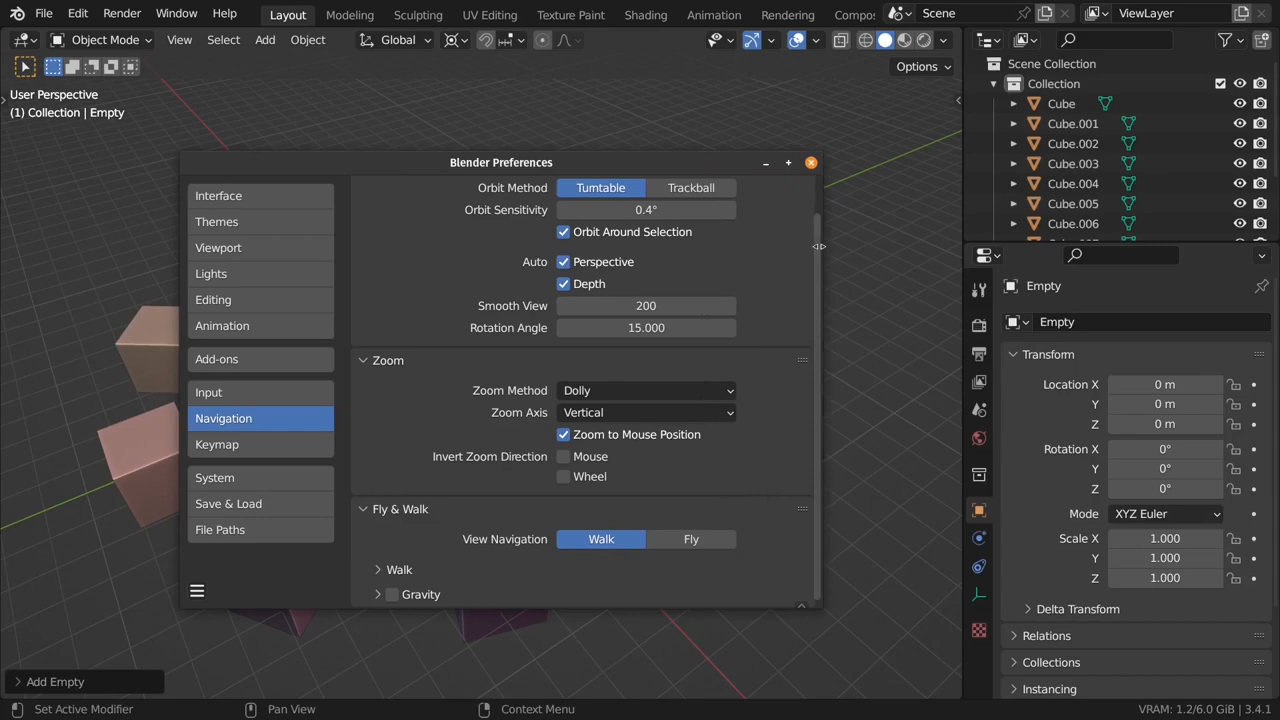 File Edit Render Window Help Layout Modeling Sculpting UV Editing Texture Paint Shading Animation Rendering Compos Scene ViewLayer
Object Mode View Select Add Object Global
Options
User Perspective
(1) Collection | Empty
Scene Collection
Collection
Cube
Cube.001
Cube.002
Cube.003
Cube.004
Cube.005
Cube.006
Blender Preferences
Interface
Themes
Viewport
Lights
Editing
Animation
Add-ons
Input
Navigation
Keymap
System
Save & Load
File Paths
Orbit Method Turntable Trackball
Orbit Sensitivity 0.4°
Orbit Around Selection
Auto Perspective
Depth
Smooth View 200
Rotation Angle 15.000
Zoom
Zoom Method Dolly
Zoom Axis Vertical
Zoom to Mouse Position
Invert Zoom Direction Mouse
Wheel
Fly & Walk
View Navigation Walk Fly
Walk
Gravity
Empty
Empty
Transform
Location X 0 m
Y 0 m
Z 0 m
Rotation X 0°
Y 0°
Z 0°
Mode XYZ Euler
Scale X 1.000
Y 1.000
Z 1.000
Delta Transform
Relations
Collections
Instancing
Add Empty
Set Active Modifier Pan View Context Menu VRAM: 1.2/6.0 GiB | 3.4.1